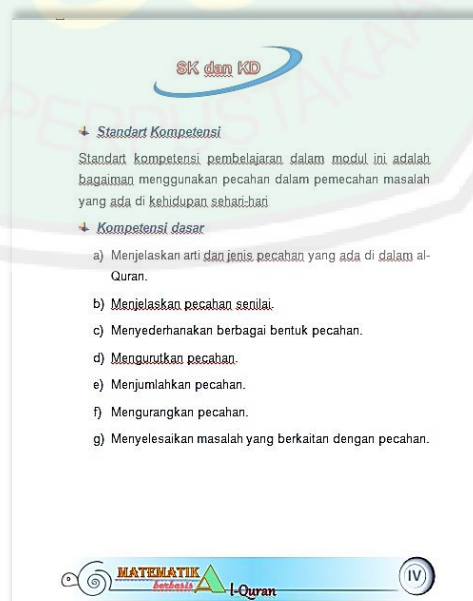 SK dan KD
Standart Kompetensi
Standart kompetensi pembelajaran dalam modul ini adalah
bagaiman menggunakan pecahan dalam pemecahan masalah
yang ada di kehidupan sehari-hari
Kompetensi dasar
a) Menjelaskan arti dan jenis pecahan yang ada di dalam al-
Quran.
b) Menjelaskan pecahan senilai.
c) Menyederhanakan berbagai bentuk pecahan.
d) Mengurutkan pecahan.
e) Menjumlahkan pecahan.
f) Mengurangkan pecahan.
g) Menyelesaikan masalah yang berkaitan dengan pecahan.
MATEMATIK
berbasis
l-Quran
IV